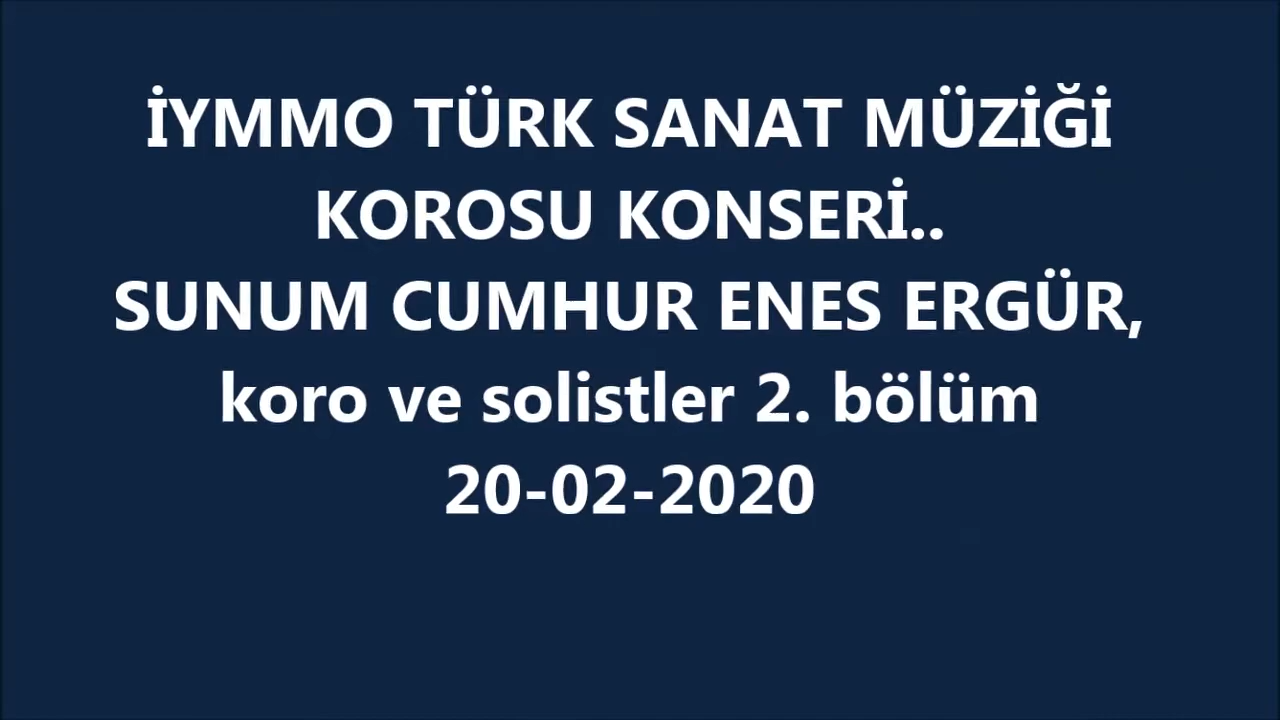 İYMMO TÜRK SANAT MÜZİĞİ
KOROSU KONSERİ..
SUNUM CUMHUR ENES ERGÜR,
koro ve solistler 2. bölüm
20-02-2020